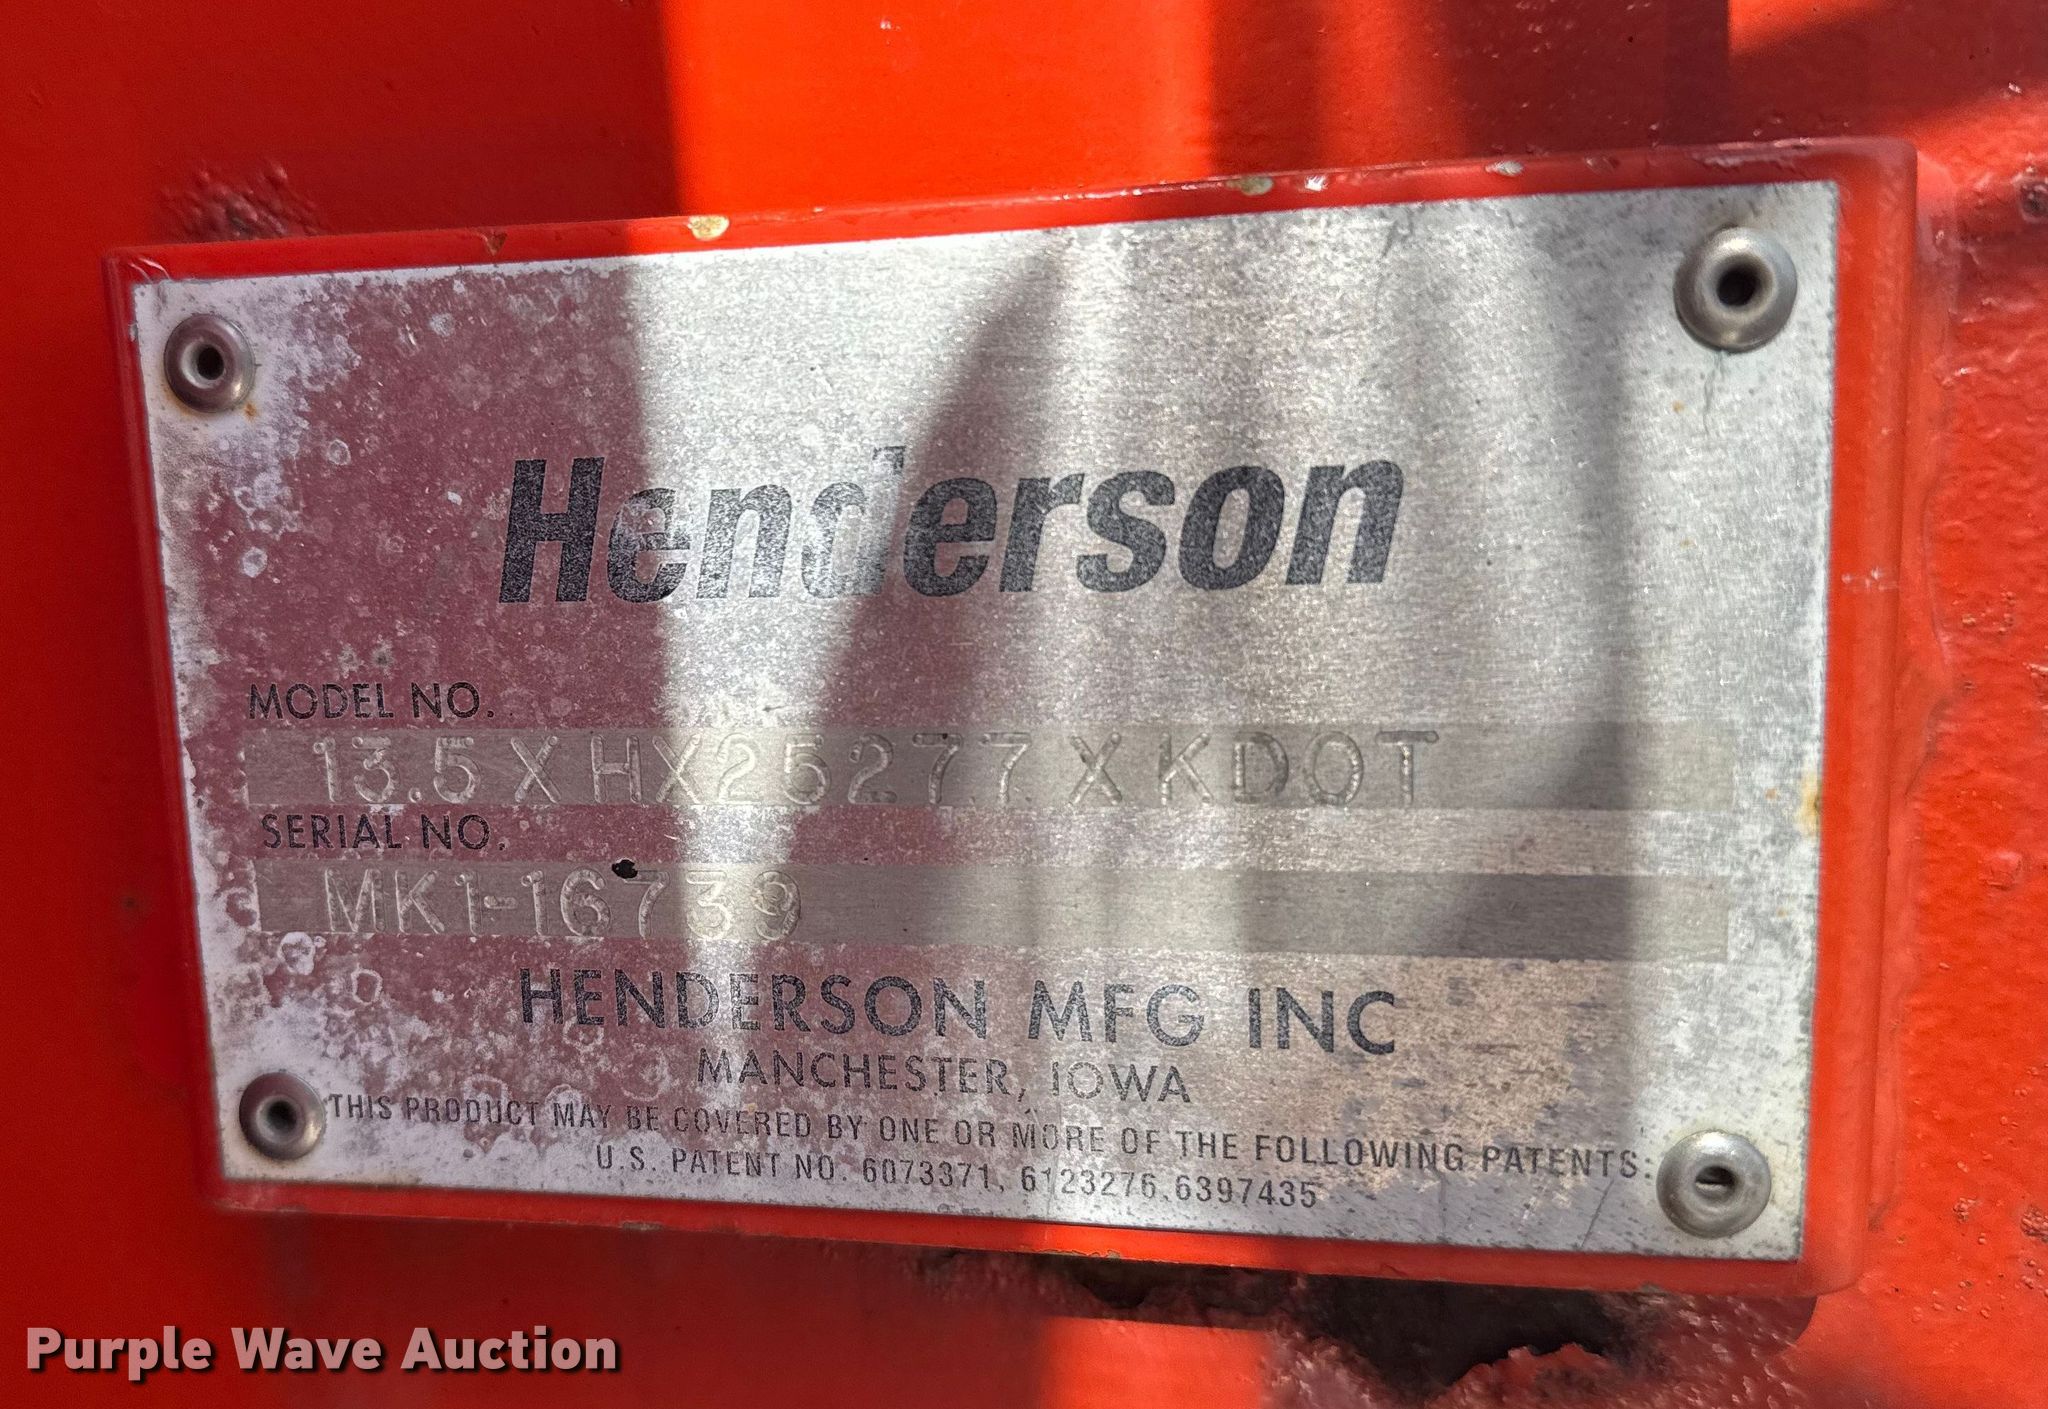 Henderson
MODEL NO.
13.5 X HX25277 X KDOT
SERIAL NO.
MK1-16739
HENDERSON MFG INC
MANCHESTER, IOWA
THIS PRODUCT MAY BE COVERED BY ONE OR MORE OF THE FOLLOWING PATENTS:
U.S. PATENT NO. 6073371, 6123276, 6397435
Purple Wave Auction